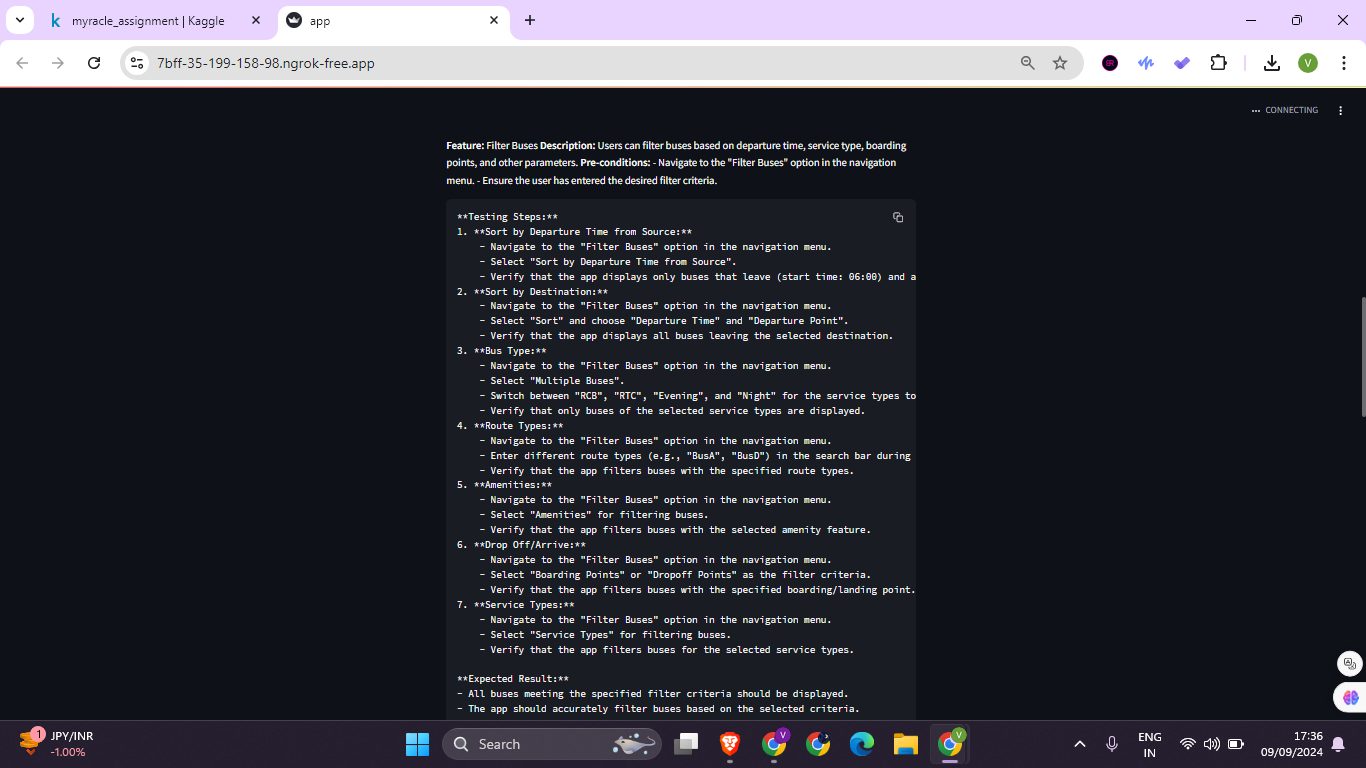 myracle_assignment | Kaggle
app
7bff-35-199-158-98.ngrok-free.app
V
CONNECTING
Feature: Filter Buses Description: Users can filter buses based on departure time, service type, boarding
points, and other parameters. Pre-conditions: - Navigate to the "Filter Buses" option in the navigation
menu. - Ensure the user has entered the desired filter criteria.
**Testing Steps:**
1. **Sort by Departure Time from Source:**
- Navigate to the "Filter Buses" option in the navigation menu.
- Select "Sort by Departure Time from Source".
- Verify that the app displays only buses that leave (start time: 06:00) and a
2. **Sort by Destination:**
- Navigate to the "Filter Buses" option in the navigation menu.
- Select "Sort" and choose "Departure Time" and "Departure Point".
- Verify that the app displays all buses leaving the selected destination.
3. **Bus Type:**
- Navigate to the "Filter Buses" option in the navigation menu.
- Select "Multiple Buses".
- Switch between "RCB", "RTC", "Evening", and "Night" for the service types to
- Verify that only buses of the selected service types are displayed.
4. **Route Types:**
- Navigate to the "Filter Buses" option in the navigation menu.
- Enter different route types (e.g., "BusA", "BusD") in the search bar during
- Verify that the app filters buses with the specified route types.
5. **Amenities:**
- Navigate to the "Filter Buses" option in the navigation menu.
- Select "Amenities" for filtering buses.
- Verify that the app filters buses with the selected amenity feature.
6. **Drop Off/Arrive:**
- Navigate to the "Filter Buses" option in the navigation menu.
- Select "Boarding Points" or "Dropoff Points" as the filter criteria.
- Verify that the app filters buses with the specified boarding/landing point.
7. **Service Types:**
- Navigate to the "Filter Buses" option in the navigation menu.
- Select "Service Types" for filtering buses.
- Verify that the app filters buses for the selected service types.
**Expected Result:**
- All buses meeting the specified filter criteria should be displayed.
- The app should accurately filter buses based on the selected criteria.
1
JPY/INR
-1.00%
Search
V
V
ENG
IN
17:36
09/09/2024